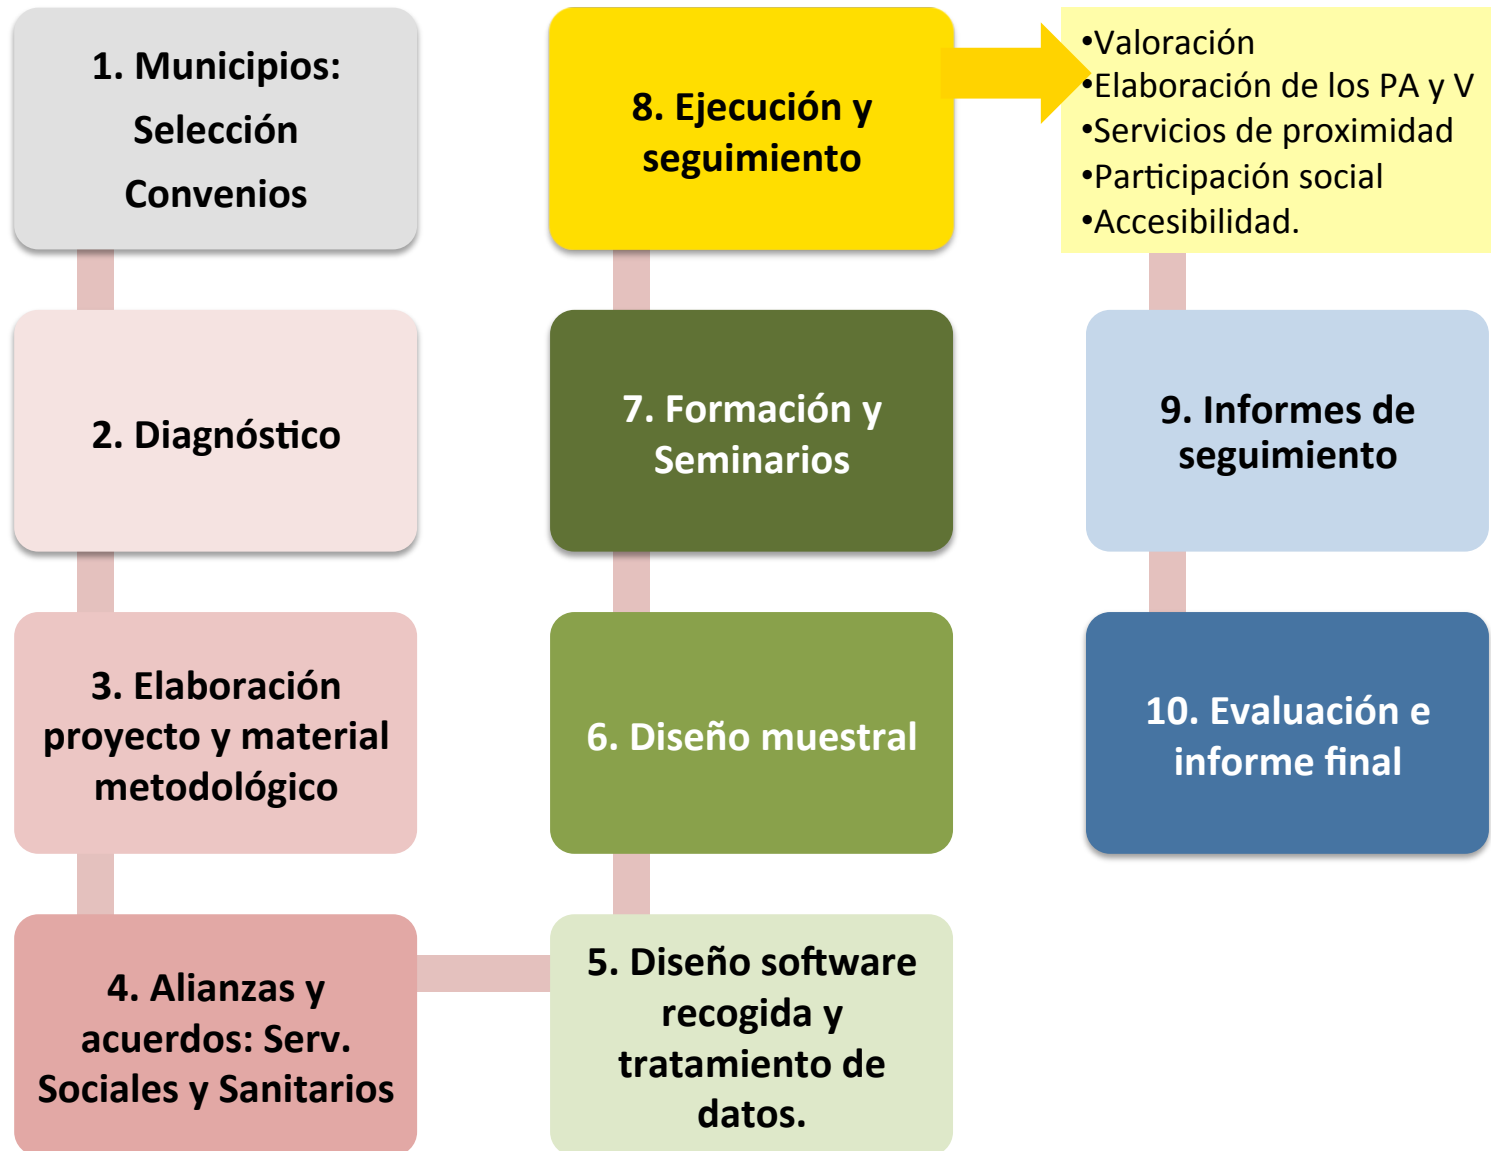 1. Municipios:
Selección
Convenios
2. Diagnóstico
3. Elaboración
proyecto y material
metodológico
4. Alianzas y
acuerdos: Serv.
Sociales y Sanitarios
5. Diseño software
recogida y
tratamiento de
datos.
6. Diseño muestral
7. Formación y
Seminarios
8. Ejecución y
seguimiento
•Valoración
•Elaboración de los PA y V
•Servicios de proximidad
•Participación social
•Accesibilidad.
9. Informes de
seguimiento
10. Evaluación e
informe final